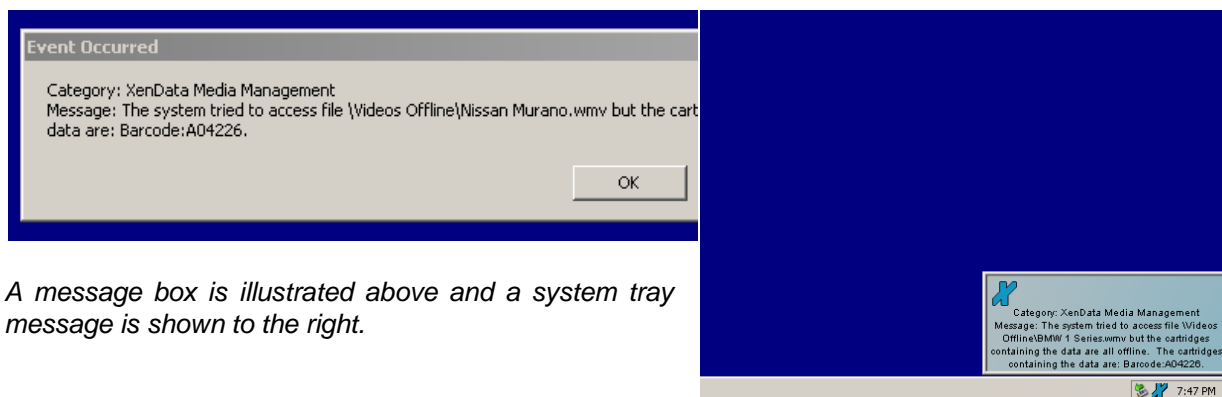 Event Occurred
Category: XenData Media Management
Message: The system tried to access file \Videos Offline\Nissan Murano.wmv but the cart
data are: Barcode:A04226.
OK
A message box is illustrated above and a system tray
message is shown to the right.
Category: XenData Media Management
Message: The system tried to access file \Videos
Offline\BMW 1 Series.wmv but the cartridges
containing the data are all offline. The cartridges
containing the data are: Barcode:A04226.
7:47 PM